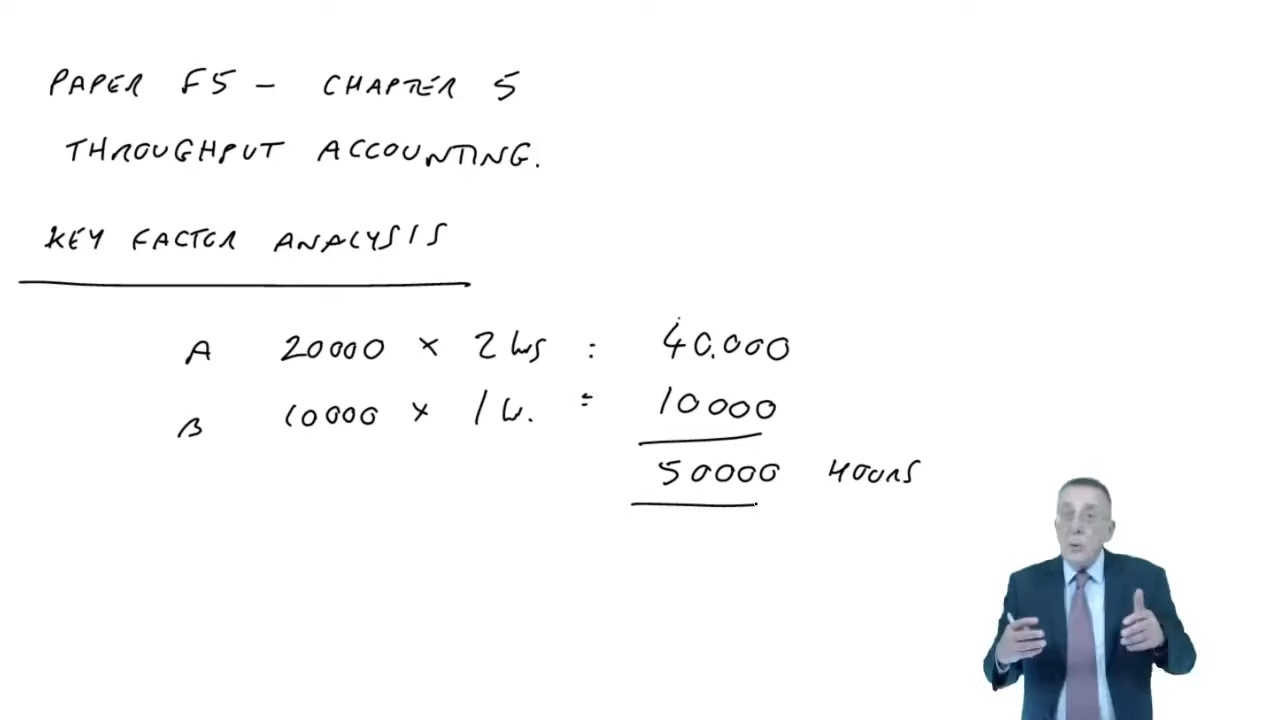 PAPER F5 - CHAPTER 5
THROUGHPUT ACCOUNTING.
KEY FACTOR ANALYSIS
A 20000 × 2 hrs : 40.000
B 10000 × 1 hr. = 10000
50000 HOURS